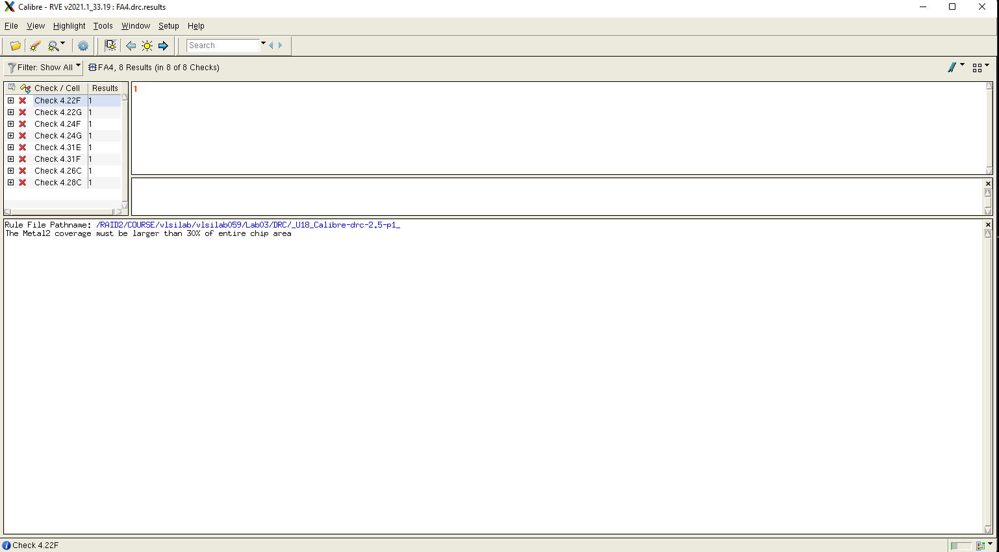 Calibre - RVE v2021.1_33.19 : FA4.drc.results
File View Highlight Tools Window Setup Help
Search
Filter: Show All FA4, 8 Results (in 8 of 8 Checks)
Check / Cell Results
1
Check 4.22F 1
Check 4.22G 1
Check 4.24F 1
Check 4.24G 1
Check 4.31E 1
Check 4.31F 1
Check 4.26C 1
Check 4.28C 1
Rule File Pathname: /RAID2/COURSE/vlsilab/vlsilab059/Lab03/DRC/_U18_Calibre-drc-2.5-p1_
The Metal2 coverage must be larger than 30% of entire chip area
Check 4.22F